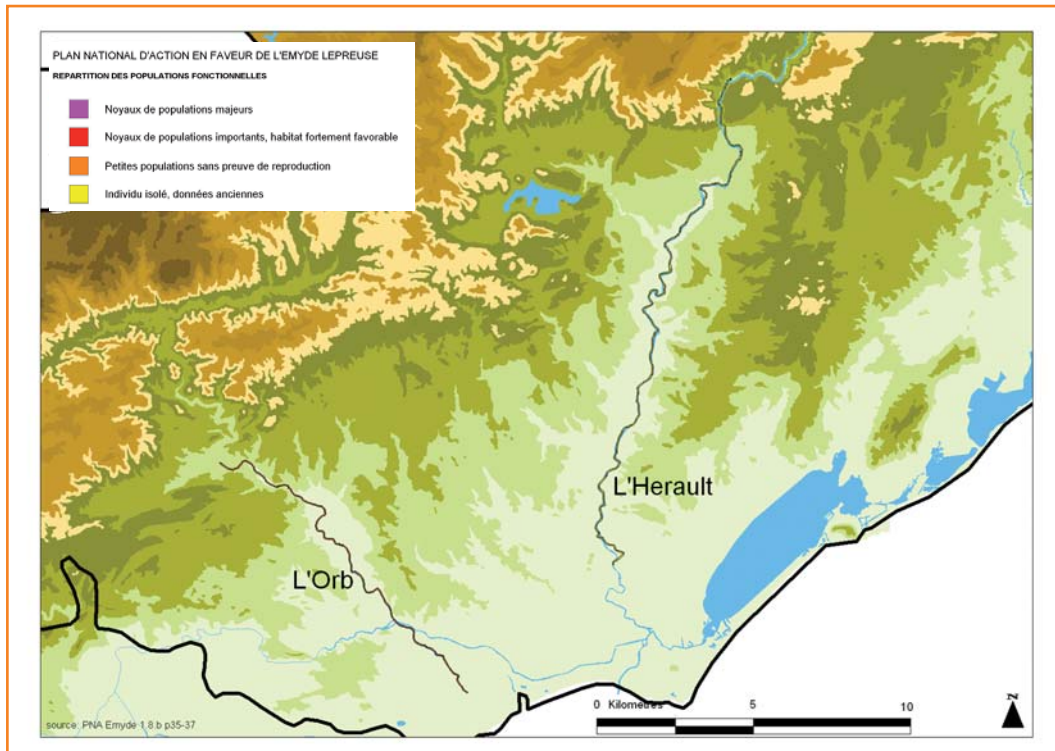 PLAN NATIONAL D'ACTION EN FAVEUR DE L'EMYDE LEPREUSE
REPARTITION DES POPULATIONS FONCTIONNELLES
Noyaux de populations majeurs
Noyaux de populations importants, habitat fortement favorable
Petites populations sans preuve de reproduction
Individu isolé, données anciennes
L'Herault
L'Orb
0 Kilometres 5 10
N
source: PNA Emyde 1.8.b p35-37